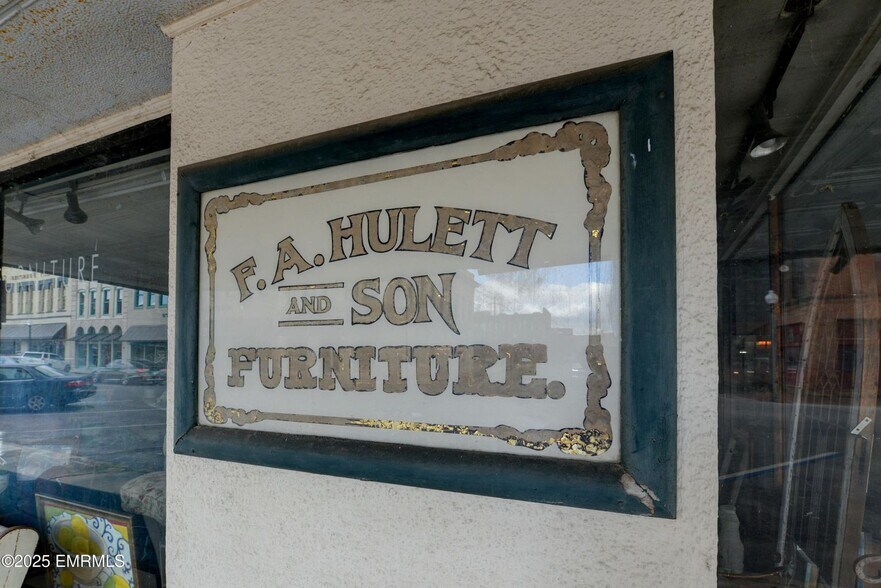 F. A. HULETT
AND SON
FURNITURE.
©2025 EMRMLS.